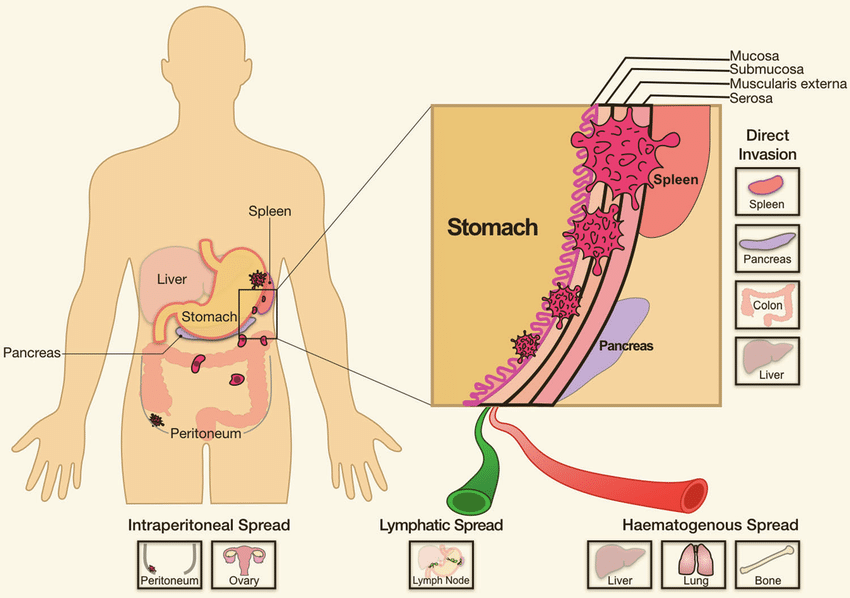 Mucosa
Submucosa
Muscularis externa
Serosa
Direct
Invasion
Spleen
Pancreas
Colon
Liver
Spleen
Liver
Stomach
Pancreas
Peritoneum
Stomach
Spleen
Pancreas
Intraperitoneal Spread
Peritoneum
Ovary
Lymphatic Spread
Lymph Node
Haematogenous Spread
Liver
Lung
Bone